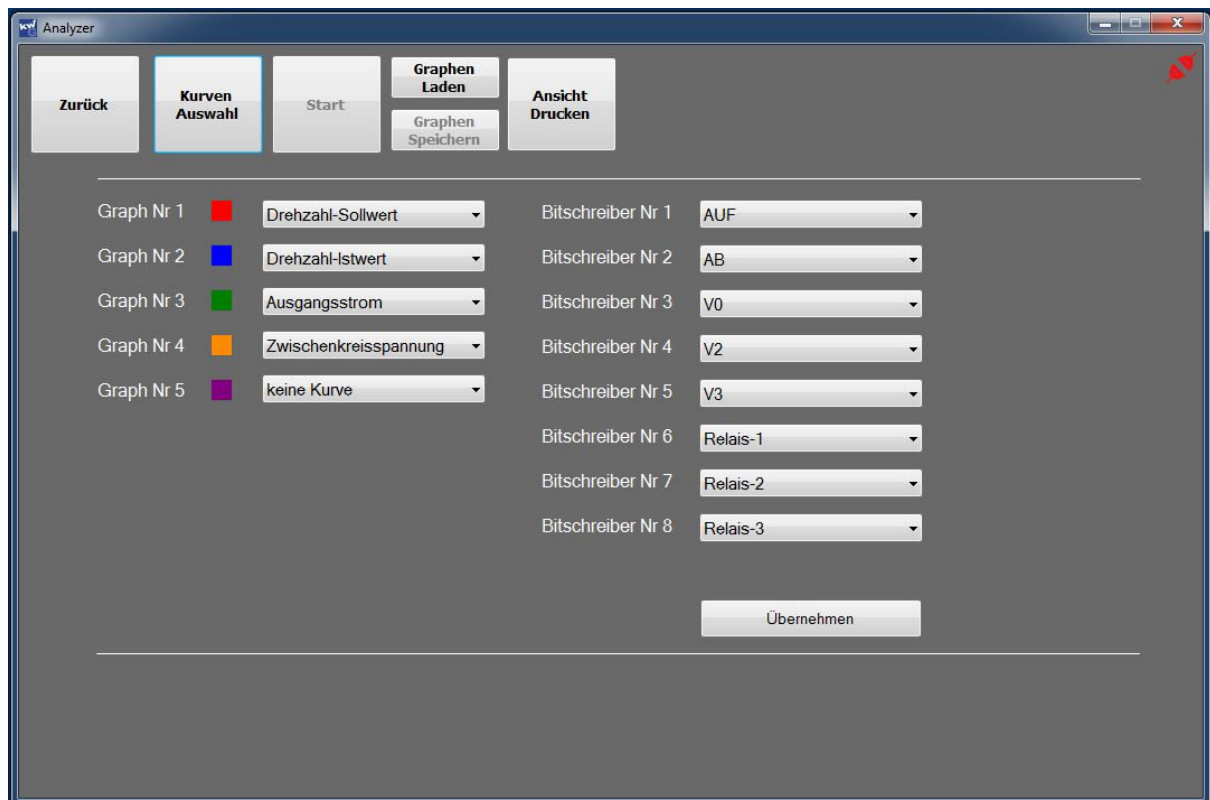 Analyzer
Zurück
Kurven
Auswahl
Start
Graphen
Laden
Graphen
Speichern
Ansicht
Drucken
Graph Nr 1 Drehzahl-Sollwert
Graph Nr 2 Drehzahl-Istwert
Graph Nr 3 Ausgangsstrom
Graph Nr 4 Zwischenkreisspannung
Graph Nr 5 keine Kurve
Bitschreiber Nr 1 AUF
Bitschreiber Nr 2 AB
Bitschreiber Nr 3 V0
Bitschreiber Nr 4 V2
Bitschreiber Nr 5 V3
Bitschreiber Nr 6 Relais-1
Bitschreiber Nr 7 Relais-2
Bitschreiber Nr 8 Relais-3
Übernehmen